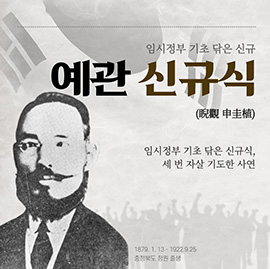 임시정부 기초 닦은 신규
예관 신규식
(睨觀 申圭植)
임시정부 기초 닦은 신규식,
세 번 자살 기도한 사연
1879. 1. 13 - 1922.9.25.
충청북도 청원 출생